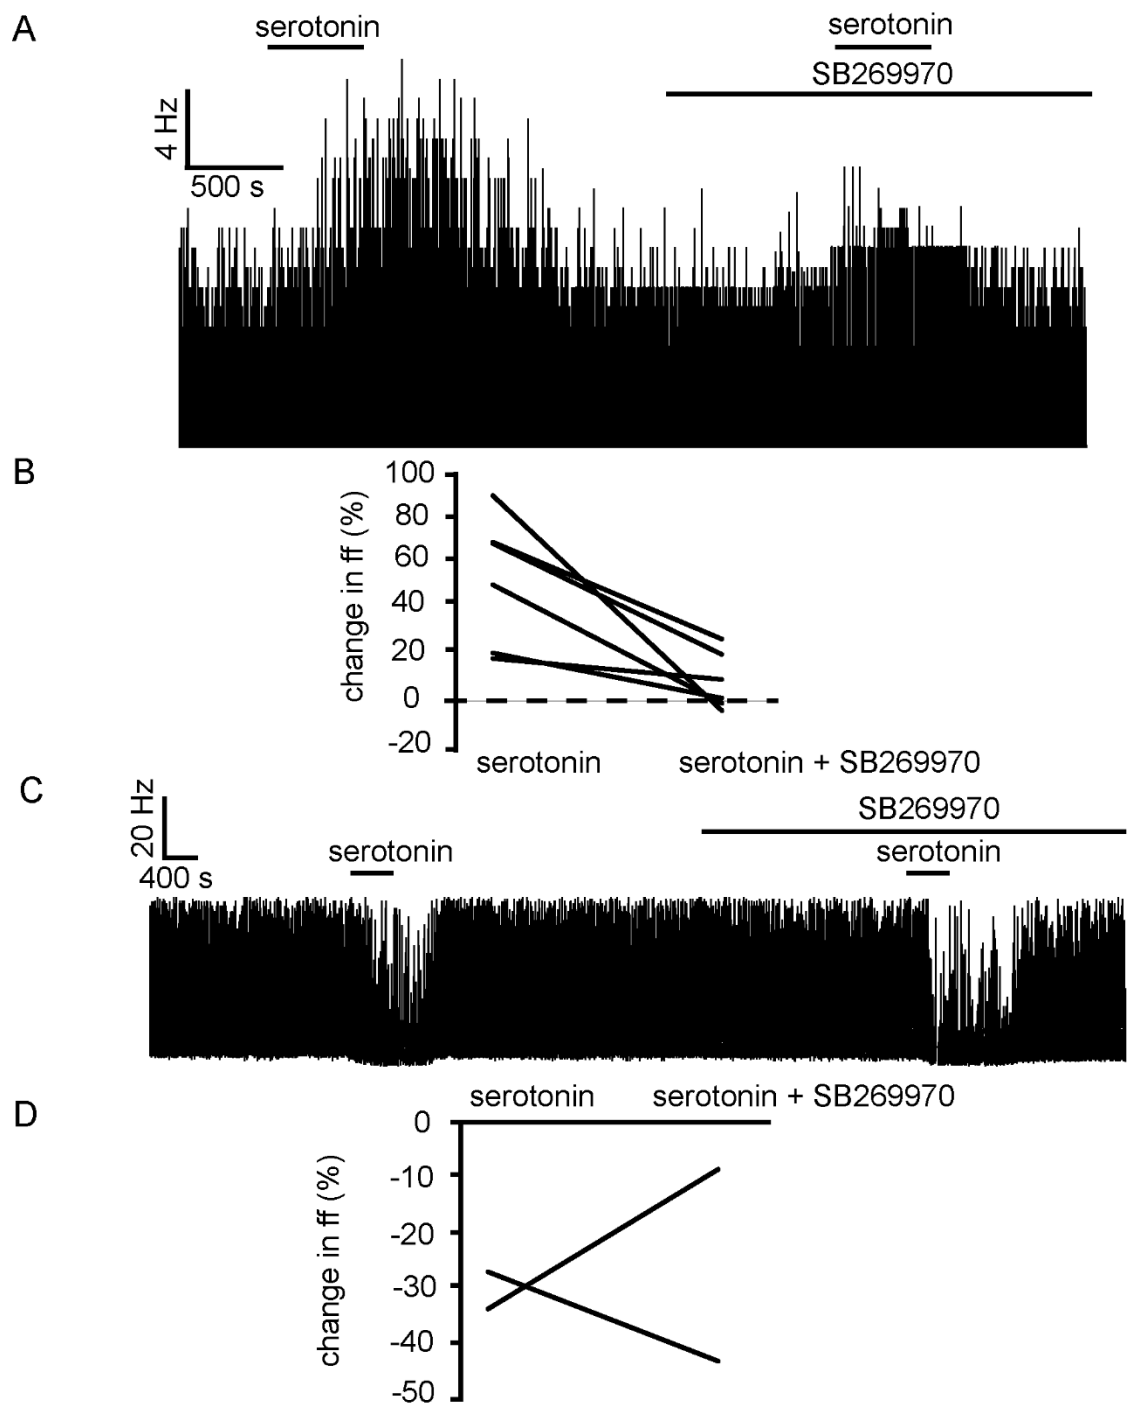 A
serotonin
serotonin
SB269970
4 Hz
500 s
B
change in ff (%)
100
80
60
40
20
0
-20
serotonin
serotonin + SB269970
C
20 Hz
400 s
SB269970
serotonin
serotonin
D
serotonin
serotonin + SB269970
change in ff (%)
0
-10
-20
-30
-40
-50